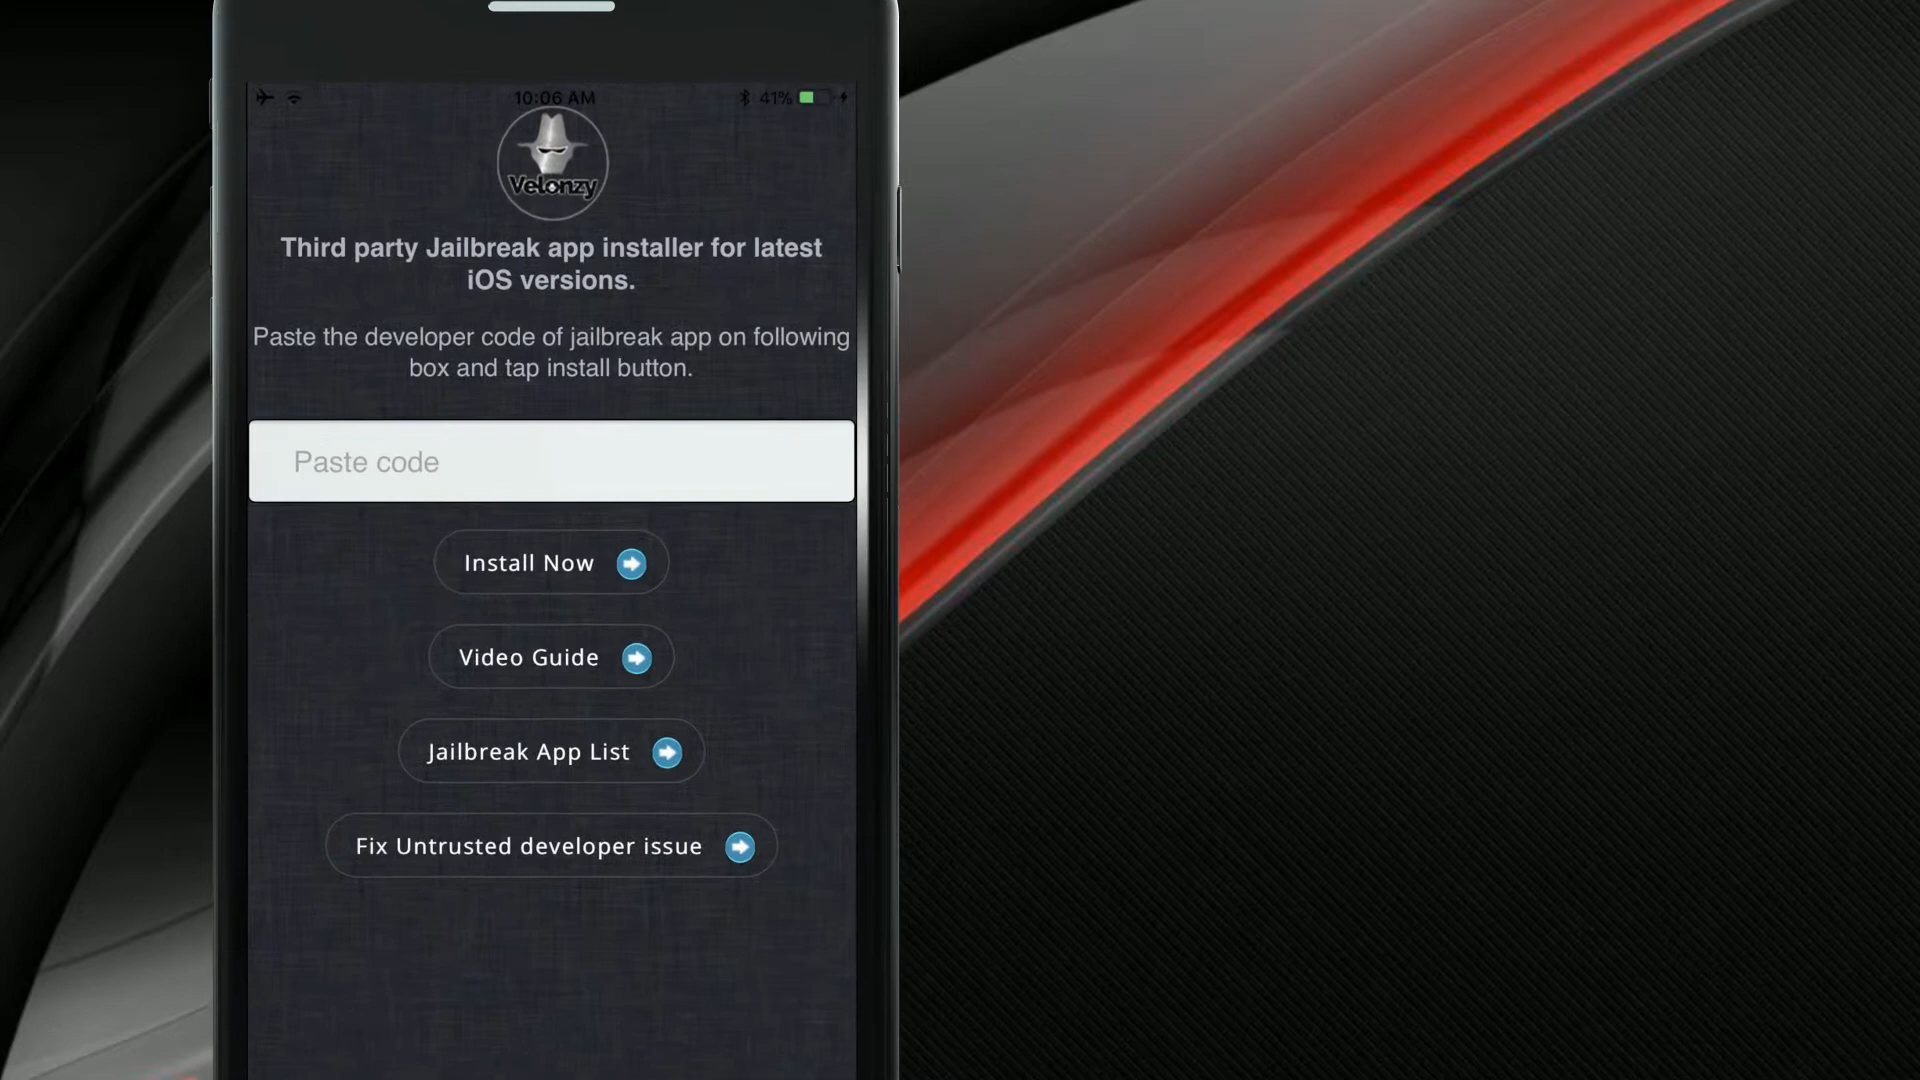 10:06 AM
41%
Velonzy
Third party Jailbreak app installer for latest
iOS versions.
Paste the developer code of jailbreak app on following
box and tap install button.
Paste code
Install Now
Video Guide
Jailbreak App List
Fix Untrusted developer issue